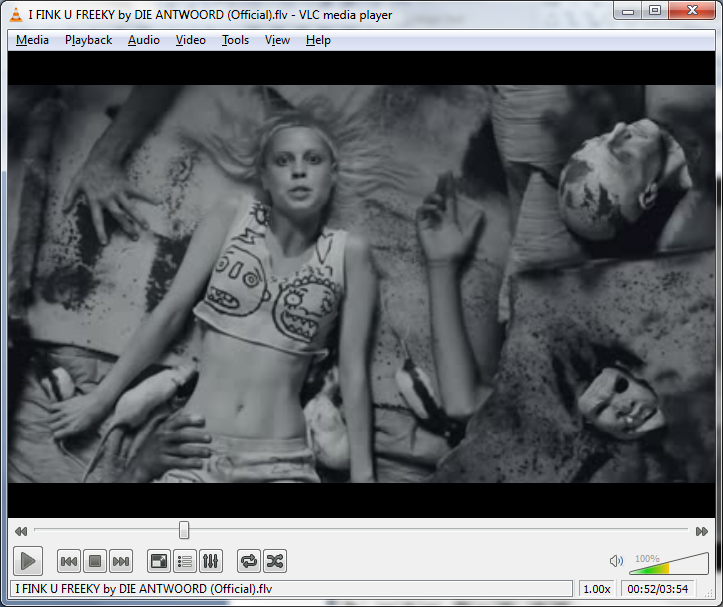 I FINK U FREEKY by DIE ANTWOORD (Official).flv - VLC media player
Media Playback Audio Video Tools View Help
100%
I FINK U FREEKY by DIE ANTWOORD (Official).flv 1.00x 00:52/03:54